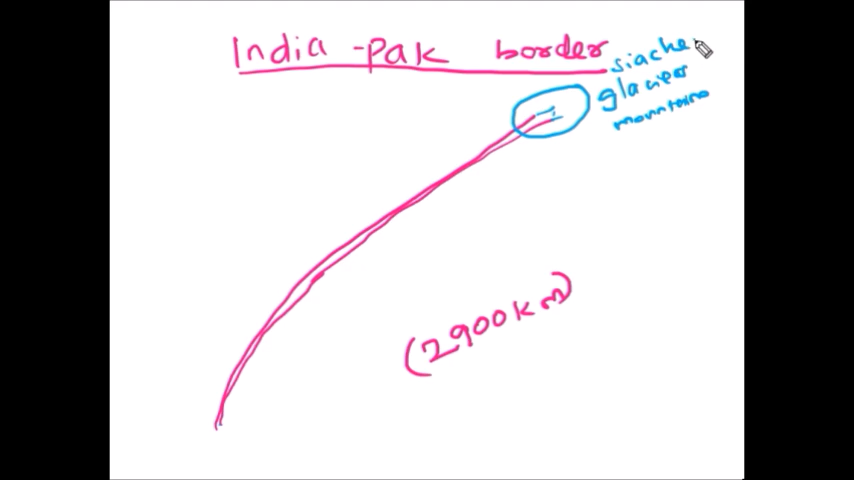 India -Pak border
siache
glacier
mountains
(2900km)